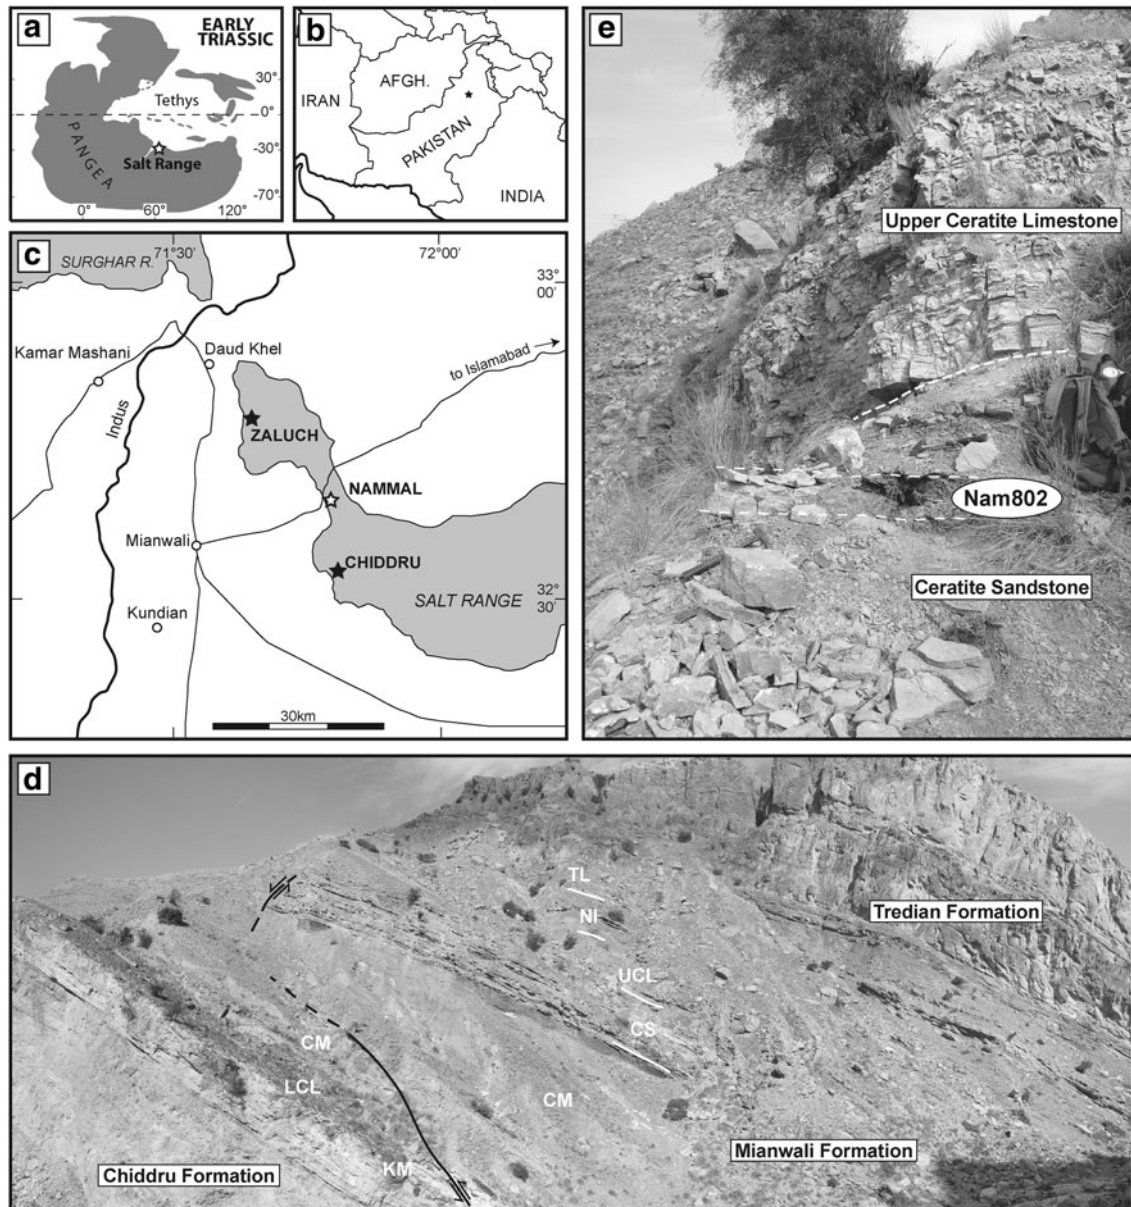 a
EARLY
TRIASSIC
Tethys
PANGEA
Salt Range
30°
0°
-30°
-70°
0°
60°
120°
b
IRAN
AFGH.
PAKISTAN
INDIA
c
71°30'
72°00'
SURGHAR R.
33°
00'
Kamar Mashani
Daud Khel
to Islamabad
Indus
ZALUCH
NAMMAL
Mianwali
CHIDDRU
32°
30'
SALT RANGE
Kundian
30km
e
Upper Ceratite Limestone
Nam802
Ceratite Sandstone
d
TL
NI
Tredian Formation
UCL
CS
CM
LCL
CM
KM
Mianwali Formation
Chiddru Formation